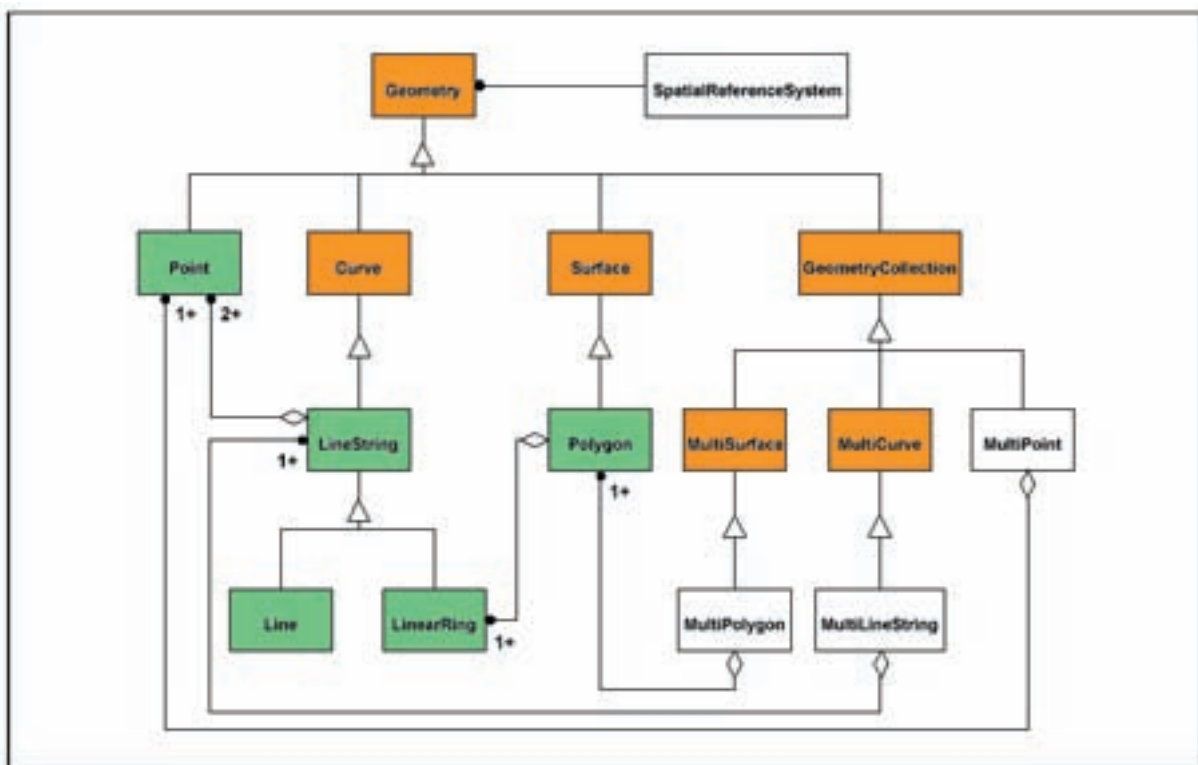 Geometry
SpatialReferenceSystem
Point
Curve
Surface
GeometryCollection
1+
2+
LineString
Polygon
MultiSurface
MultiCurve
MultiPoint
1+
1+
Line
LinearRing
MultiPolygon
MultiLineString
1+